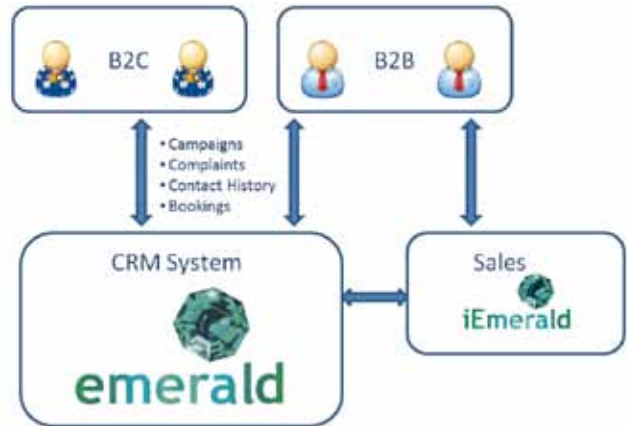 B2C
B2B
• Campaigns
• Complaints
• Contact History
• Bookings
CRM System
emerald
Sales
iEmerald